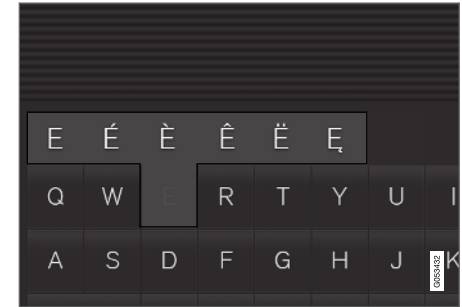 E É È Ê Ë Ę
Q W E R T Y U I
A S D F G H J K
G053432